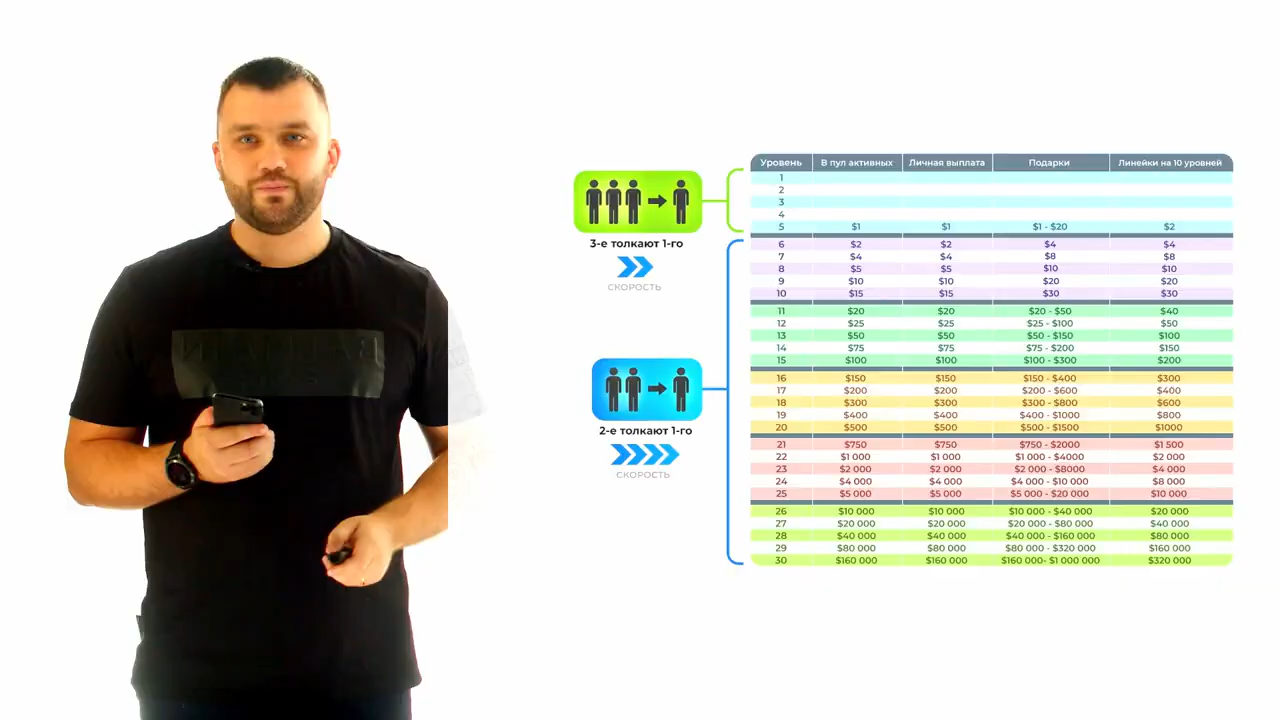 Уровень В пул активных Личная выплата Подарки Линейки на 10 уровней
1
2
3
4
5 $1 $1 $1 - $20 $2
6 $2 $2 $4 $4
7 $4 $4 $8 $8
8 $5 $5 $10 $10
9 $10 $10 $20 $20
10 $15 $15 $30 $30
11 $20 $20 $20 - $50 $40
12 $25 $25 $25 - $100 $50
13 $50 $50 $50 - $150 $100
14 $75 $75 $75 - $200 $150
15 $100 $100 $100 - $300 $200
16 $150 $150 $150 - $400 $300
17 $200 $200 $200 - $600 $400
18 $300 $300 $300 - $800 $600
19 $400 $400 $400 - $1000 $800
20 $500 $500 $500 - $1500 $1000
21 $750 $750 $750 - $2000 $1 500
22 $1 000 $1 000 $1 000 - $4000 $2 000
23 $2 000 $2 000 $2 000 - $8000 $4 000
24 $4 000 $4 000 $4 000 - $10 000 $8 000
25 $5 000 $5 000 $5 000 - $20 000 $10 000
26 $10 000 $10 000 $10 000 - $40 000 $20 000
27 $20 000 $20 000 $20 000 - $80 000 $40 000
28 $40 000 $40 000 $40 000 - $160 000 $80 000
29 $80 000 $80 000 $80 000 - $320 000 $160 000
30 $160 000 $160 000 $160 000- $1 000 000 $320 000
3-е толкают 1-го
СКОРОСТЬ
2-е толкают 1-го
СКОРОСТЬ